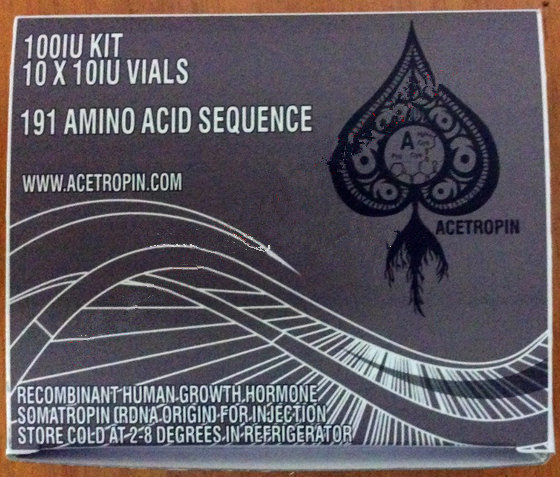 100IU KIT
10 X 10IU VIALS
191 AMINO ACID SEQUENCE
WWW.ACETROPIN.COM
A
ACETROPIN
RECOMBINANT HUMAN GROWTH HORMONE
SOMATROPIN (RDNA ORIGIN) FOR INJECTION
STORE COLD AT 2-8 DEGREES IN REFRIGERATOR